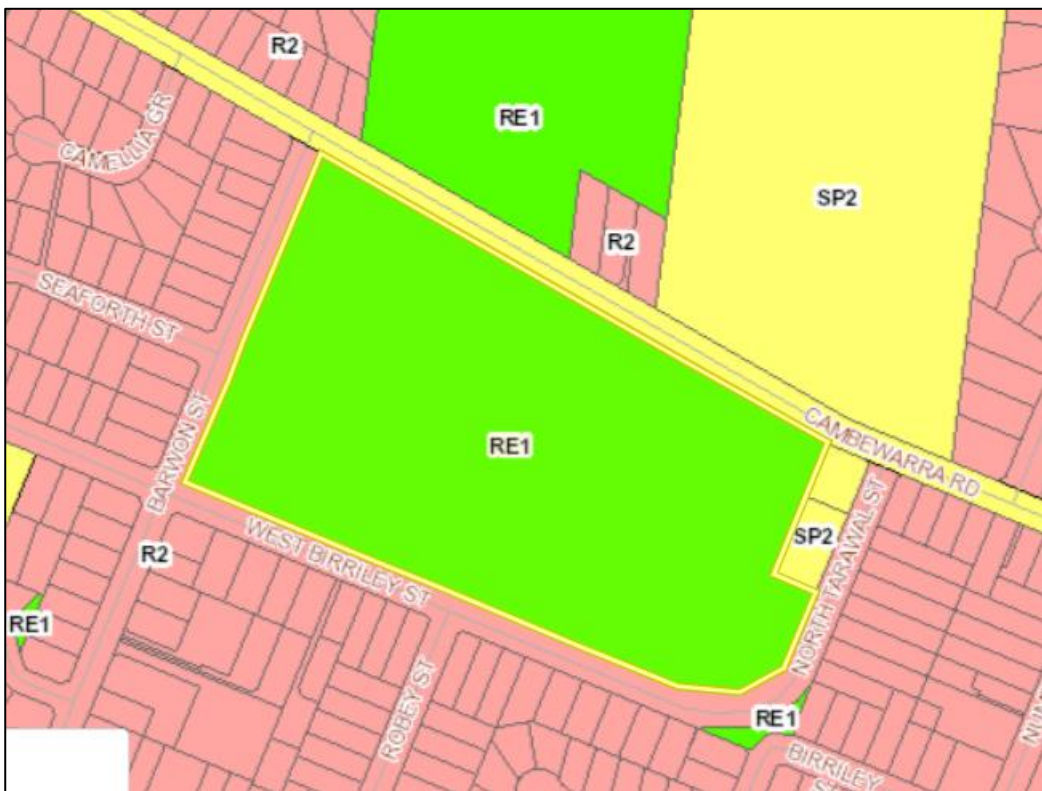 R2
RE1
CAMELLIA GR
SP2
R2
SEAFORTH ST
BARWON ST
RE1
CAMBEWARRA RD
SP2
WEST BIRRILEY ST
R2
NORTH TARAWAL ST
RE1
ROBEY ST
RE1
BIRRILEY